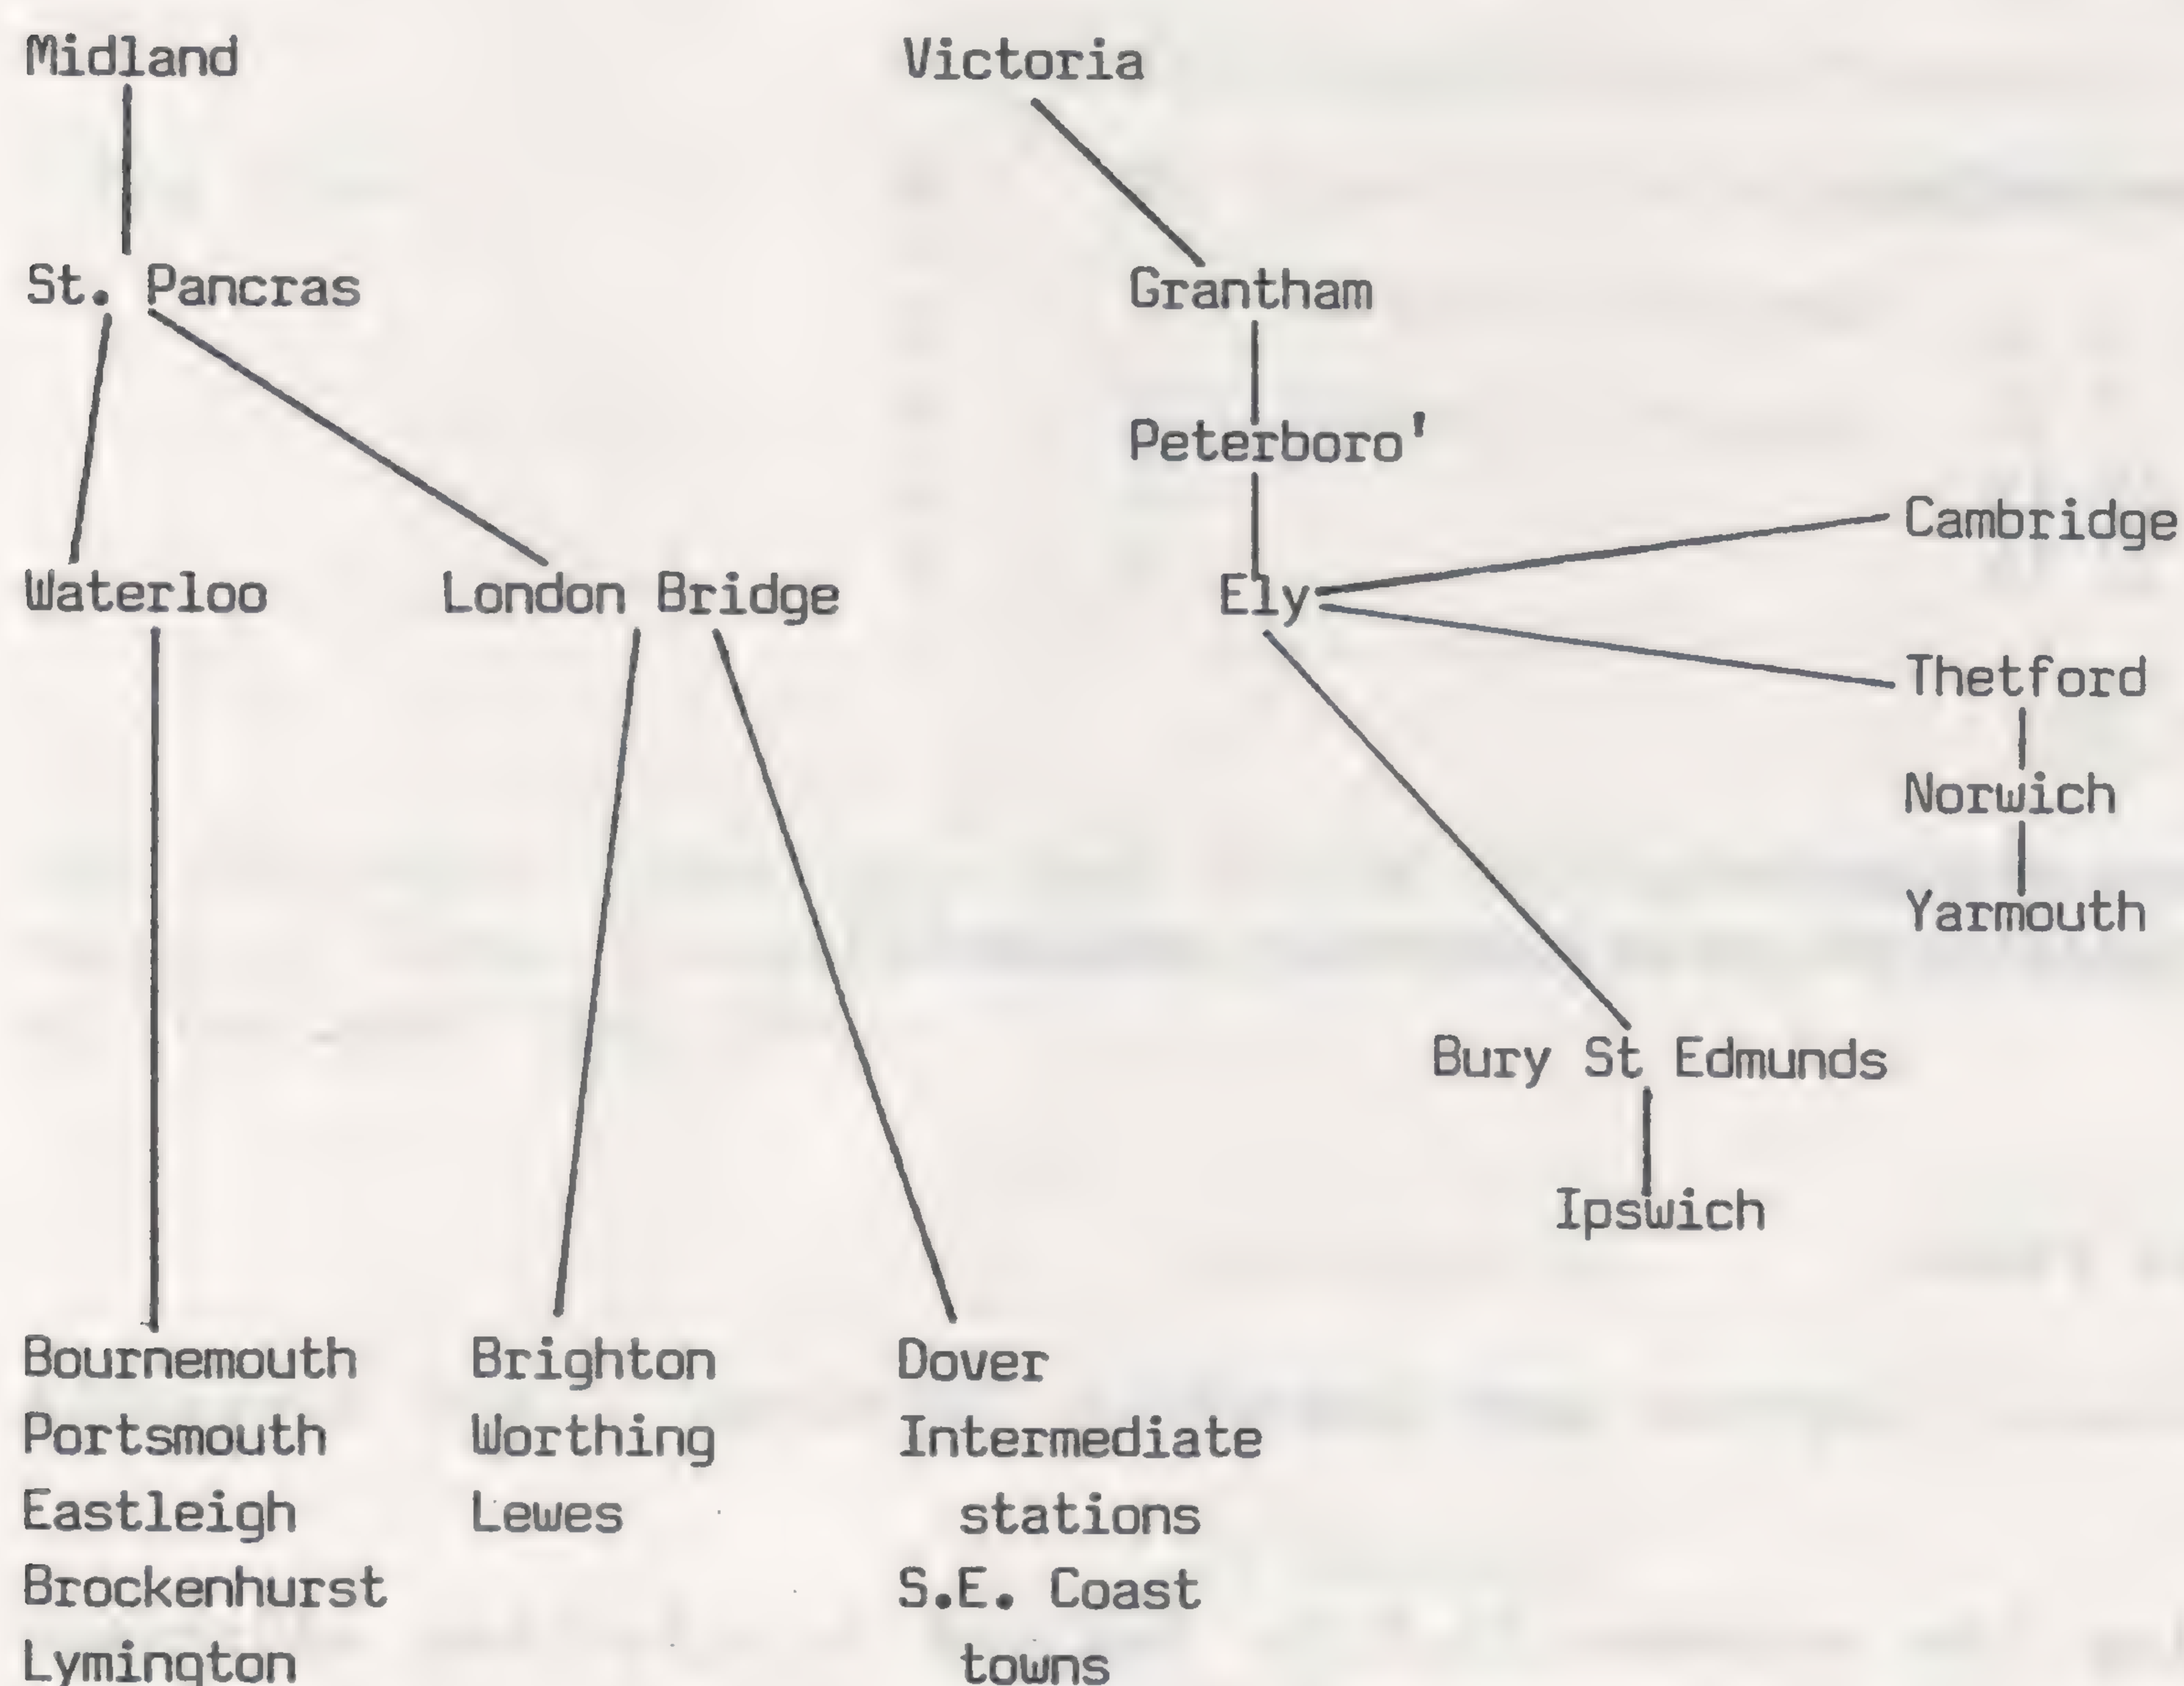 Midland
Victoria
St. Pancras
Grantham
Peterboro'
Cambridge
Waterloo
London Bridge
Ely
Thetford
Norwich
Yarmouth
Bury St Edmunds
Ipswich
Bournemouth
Portsmouth
Eastleigh
Brockenhurst
Lymington
Brighton
Worthing
Lewes
Dover
Intermediate
stations
S.E. Coast
towns